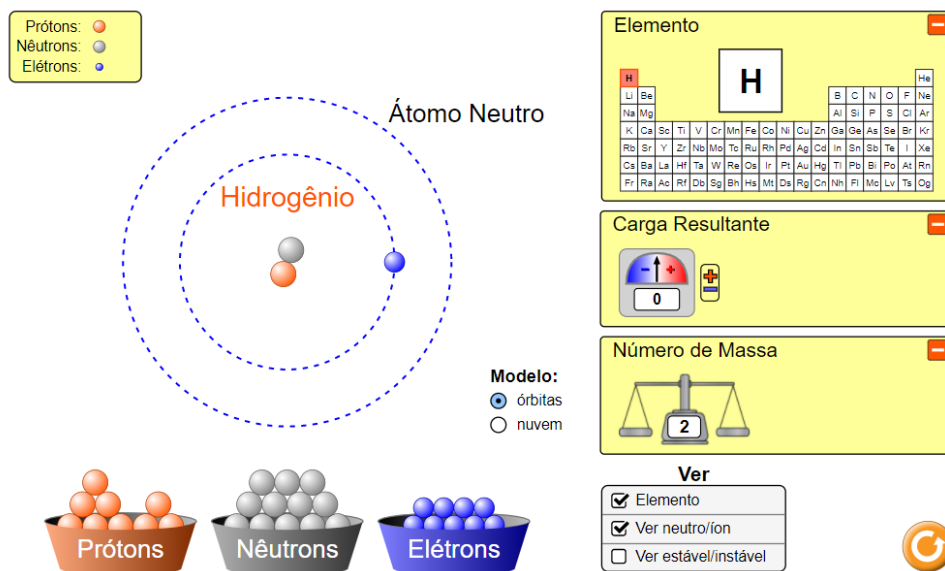 Prótons:
Nêutrons:
Elétrons:
Átomo Neutro
Hidrogênio
Modelo:
órbitas
nuvem
Prótons
Nêutrons
Elétrons
Elemento
H
H He
Li Be B C N O F Ne
Na Mg Al Si P S Cl Ar
K Ca Sc Ti V Cr Mn Fe Co Ni Cu Zn Ga Ge As Se Br Kr
Rb Sr Y Zr Nb Mo Tc Ru Rh Pd Ag Cd In Sn Sb Te I Xe
Cs Ba La Hf Ta W Re Os Ir Pt Au Hg Tl Pb Bi Po At Rn
Fr Ra Ac Rf Db Sg Bh Hs Mt Ds Rg Cn Nh Fl Mc Lv Ts Og
Carga Resultante
- +
0
+
-
Número de Massa
2
Ver
Elemento
Ver neutro/íon
Ver estável/instável